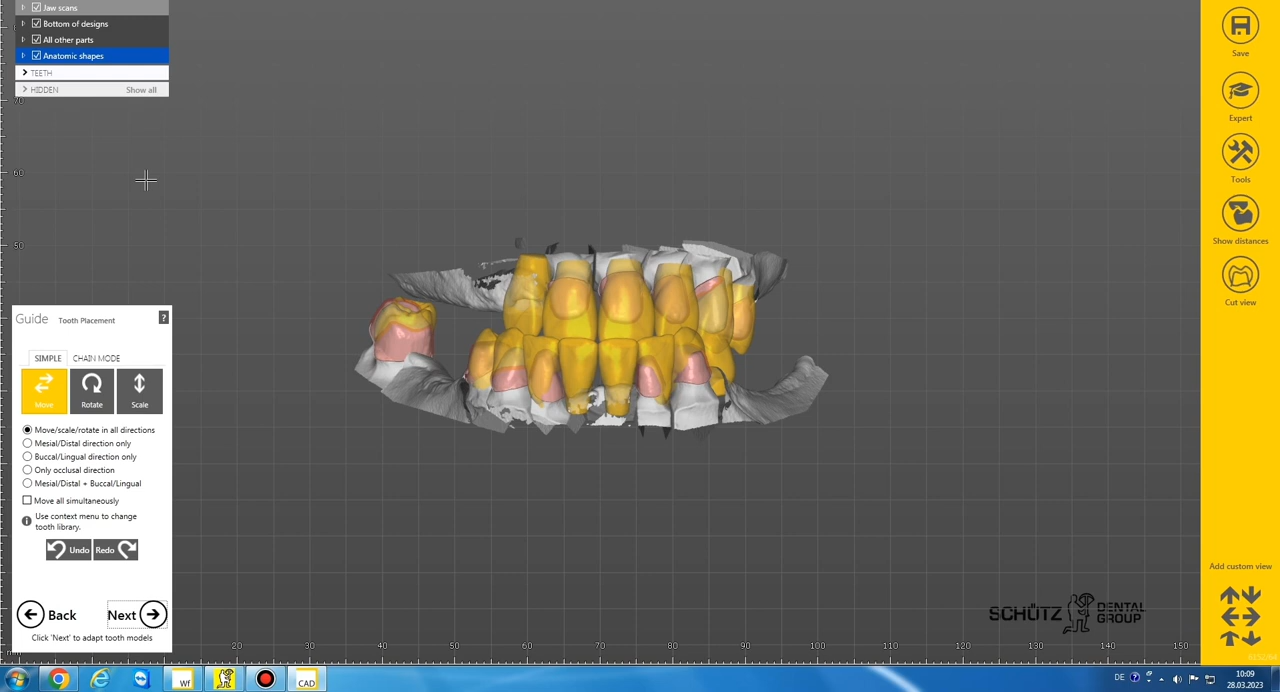 Jaw scans
Bottom of designs
All other parts
Anatomic shapes
TEETH
HIDDEN Show all
70
60
50
Guide Tooth Placement ?
SIMPLE CHAIN MODE
Move Rotate Scale
Move/scale/rotate in all directions
Mesial/Distal direction only
Buccal/Lingual direction only
Only occlusal direction
Mesial/Distal + Buccal/Lingual
Move all simultaneously
Use context menu to change
tooth library.
Undo Redo
Back Next
Click 'Next' to adapt tooth models
mm 20 30 40 50 60 70 80 90 100 110 120 130 140 150
Save
Expert
Tools
Show distances
Cut view
Add custom view
SCHÜTZ DENTAL
GROUP
Wf CAD
DE 10:09
28.03.2023